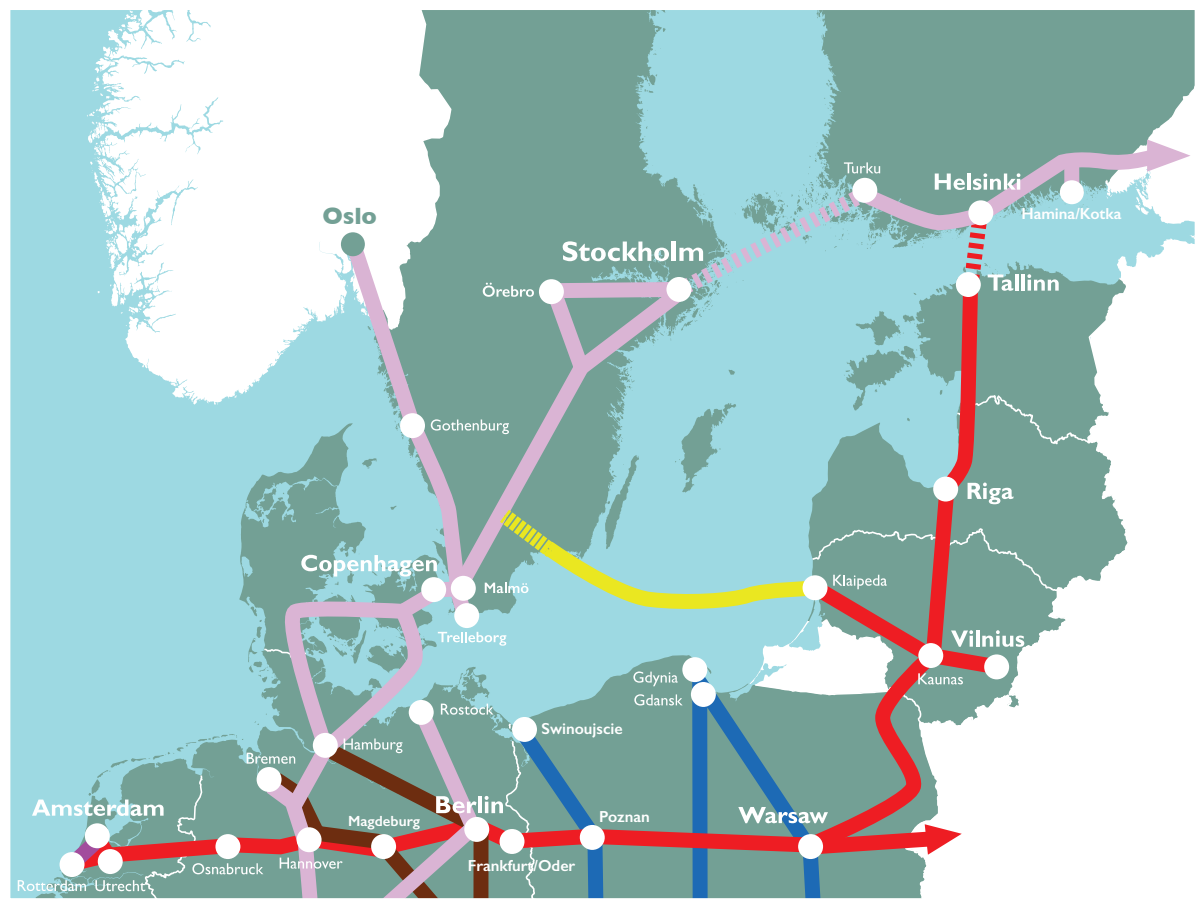 Turku
Helsinki
Hamina/Kotka
Oslo
Stockholm
Örebro
Tallinn
Gothenburg
Riga
Copenhagen
Klaipeda
Malmö
Trelleborg
Vilnius
Kaunas
Gdynia
Gdansk
Rostock
Swinoujscie
Hamburg
Bremen
Amsterdam
Berlin
Magdeburg
Poznan
Warsaw
Hannover
Osnabruck
Frankfurt/Oder
Rotterdam Utrecht